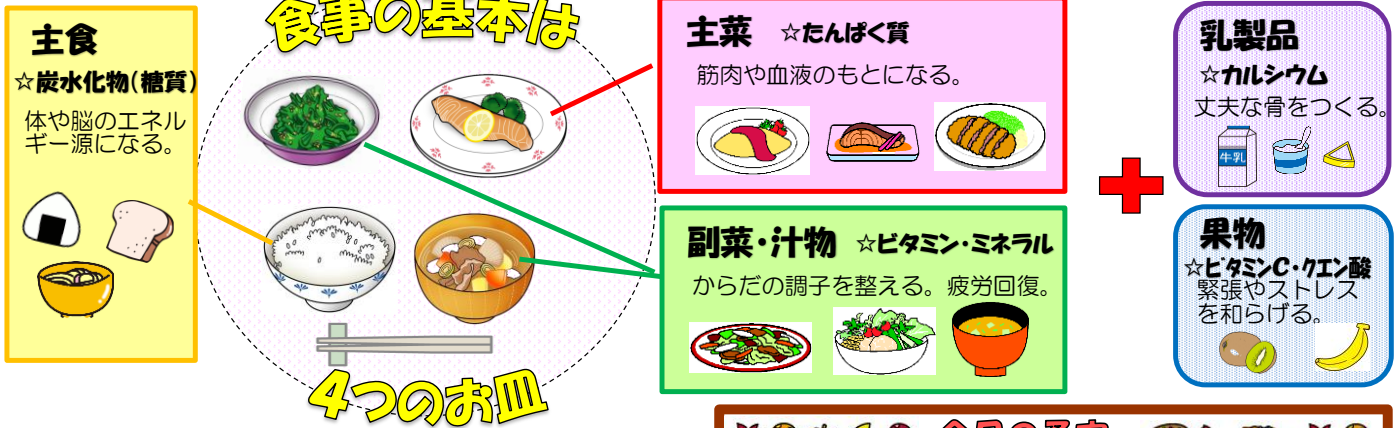 食事の基本は
4つのお皿
主食
☆炭水化物(糖質)
体や脳のエネル
ギー源になる。
主菜 ☆たんぱく質
筋肉や血液のもとになる。
副菜・汁物 ☆ビタミン・ミネラル
からだの調子を整える。疲労回復。
乳製品
☆カルシウム
丈夫な骨をつくる。
牛乳
果物
☆ビタミンC・クエン酸
緊張やストレス
を和らげる。